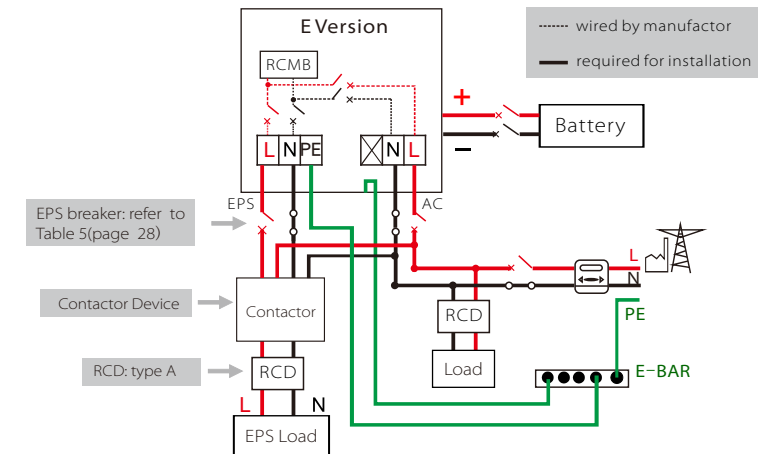 E Version
wired by manufactor
required for installation
RCMB
+
Battery
−
L N PE
N L
EPS
AC
EPS breaker: refer to
Table 5(page 28)
L
N
Contactor Device
Contactor
RCD
PE
RCD: type A
RCD
Load
E-BAR
L
N
EPS Load